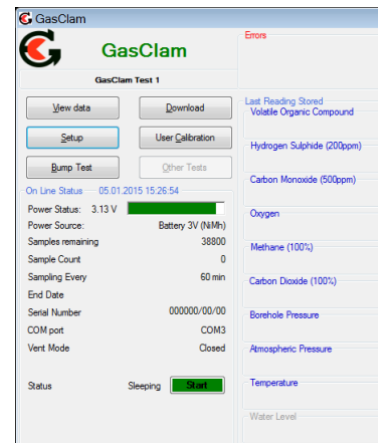 GasClam
GasClam
GasClam Test 1
View data
Download
Setup
User Calibration
Bump Test
Other Tests
On Line Status 05.01.2015 15:26:54
Power Status: 3.13 V
Power Source: Battery 3V (NiMh)
Samples remaining 38800
Sample Count 0
Sampling Every 60 min
End Date
Serial Number 000000/00/00
COM port COM3
Vent Mode Closed
Status Sleeping Start
Errors
Last Reading Stored
Volatile Organic Compound
Hydrogen Sulphide (200ppm)
Carbon Monoxide (500ppm)
Oxygen
Methane (100%)
Carbon Dioxide (100%)
Borehole Pressure
Atmospheric Pressure
Temperature
Water Level